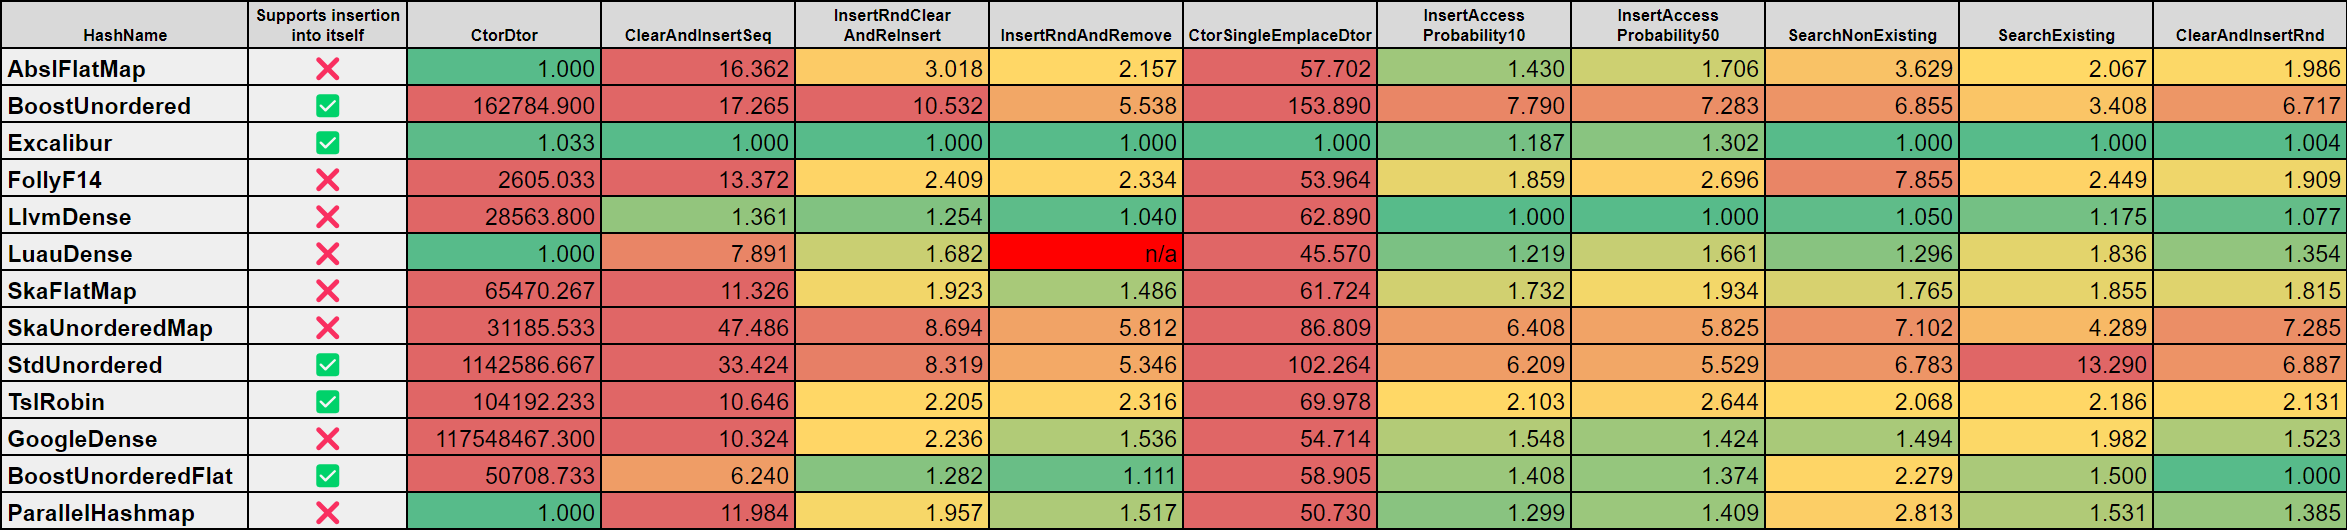 HashName Supports insertion into itself CtorDtor ClearAndInsertSeq InsertRndClear AndReInsert InsertRndAndRemove CtorSingleEmplaceDtor InsertAccess Probability10 InsertAccess Probability50 SearchNonExisting SearchExisting ClearAndInsertRnd
AbslFlatMap ❌ 1.000 16.362 3.018 2.157 57.702 1.430 1.706 3.629 2.067 1.986
BoostUnordered ✅ 162784.900 17.265 10.532 5.538 153.890 7.790 7.283 6.855 3.408 6.717
Excalibur ✅ 1.033 1.000 1.000 1.000 1.000 1.187 1.302 1.000 1.000 1.004
FollyF14 ❌ 2605.033 13.372 2.409 2.334 53.964 1.859 2.696 7.855 2.449 1.909
LlvmDense ❌ 28563.800 1.361 1.254 1.040 62.890 1.000 1.000 1.050 1.175 1.077
LuauDense ❌ 1.000 7.891 1.682 n/a 45.570 1.219 1.661 1.296 1.836 1.354
SkaFlatMap ❌ 65470.267 11.326 1.923 1.486 61.724 1.732 1.934 1.765 1.855 1.815
SkaUnorderedMap ❌ 31185.533 47.486 8.694 5.812 86.809 6.408 5.825 7.102 4.289 7.285
StdUnordered ✅ 1142586.667 33.424 8.319 5.346 102.264 6.209 5.529 6.783 13.290 6.887
TslRobin ✅ 104192.233 10.646 2.205 2.316 69.978 2.103 2.644 2.068 2.186 2.131
GoogleDense ❌ 117548467.300 10.324 2.236 1.536 54.714 1.548 1.424 1.494 1.982 1.523
BoostUnorderedFlat ✅ 50708.733 6.240 1.282 1.111 58.905 1.408 1.374 2.279 1.500 1.000
ParallelHashmap ❌ 1.000 11.984 1.957 1.517 50.730 1.299 1.409 2.813 1.531 1.385